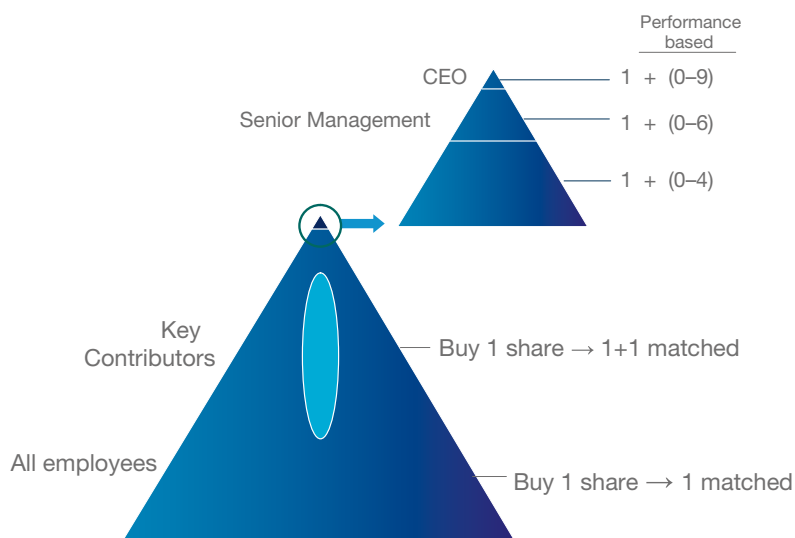 Performance
based
CEO
1 + (0–9)
Senior Management
1 + (0–6)
1 + (0–4)
Key
Contributors
Buy 1 share → 1+1 matched
All employees
Buy 1 share → 1 matched